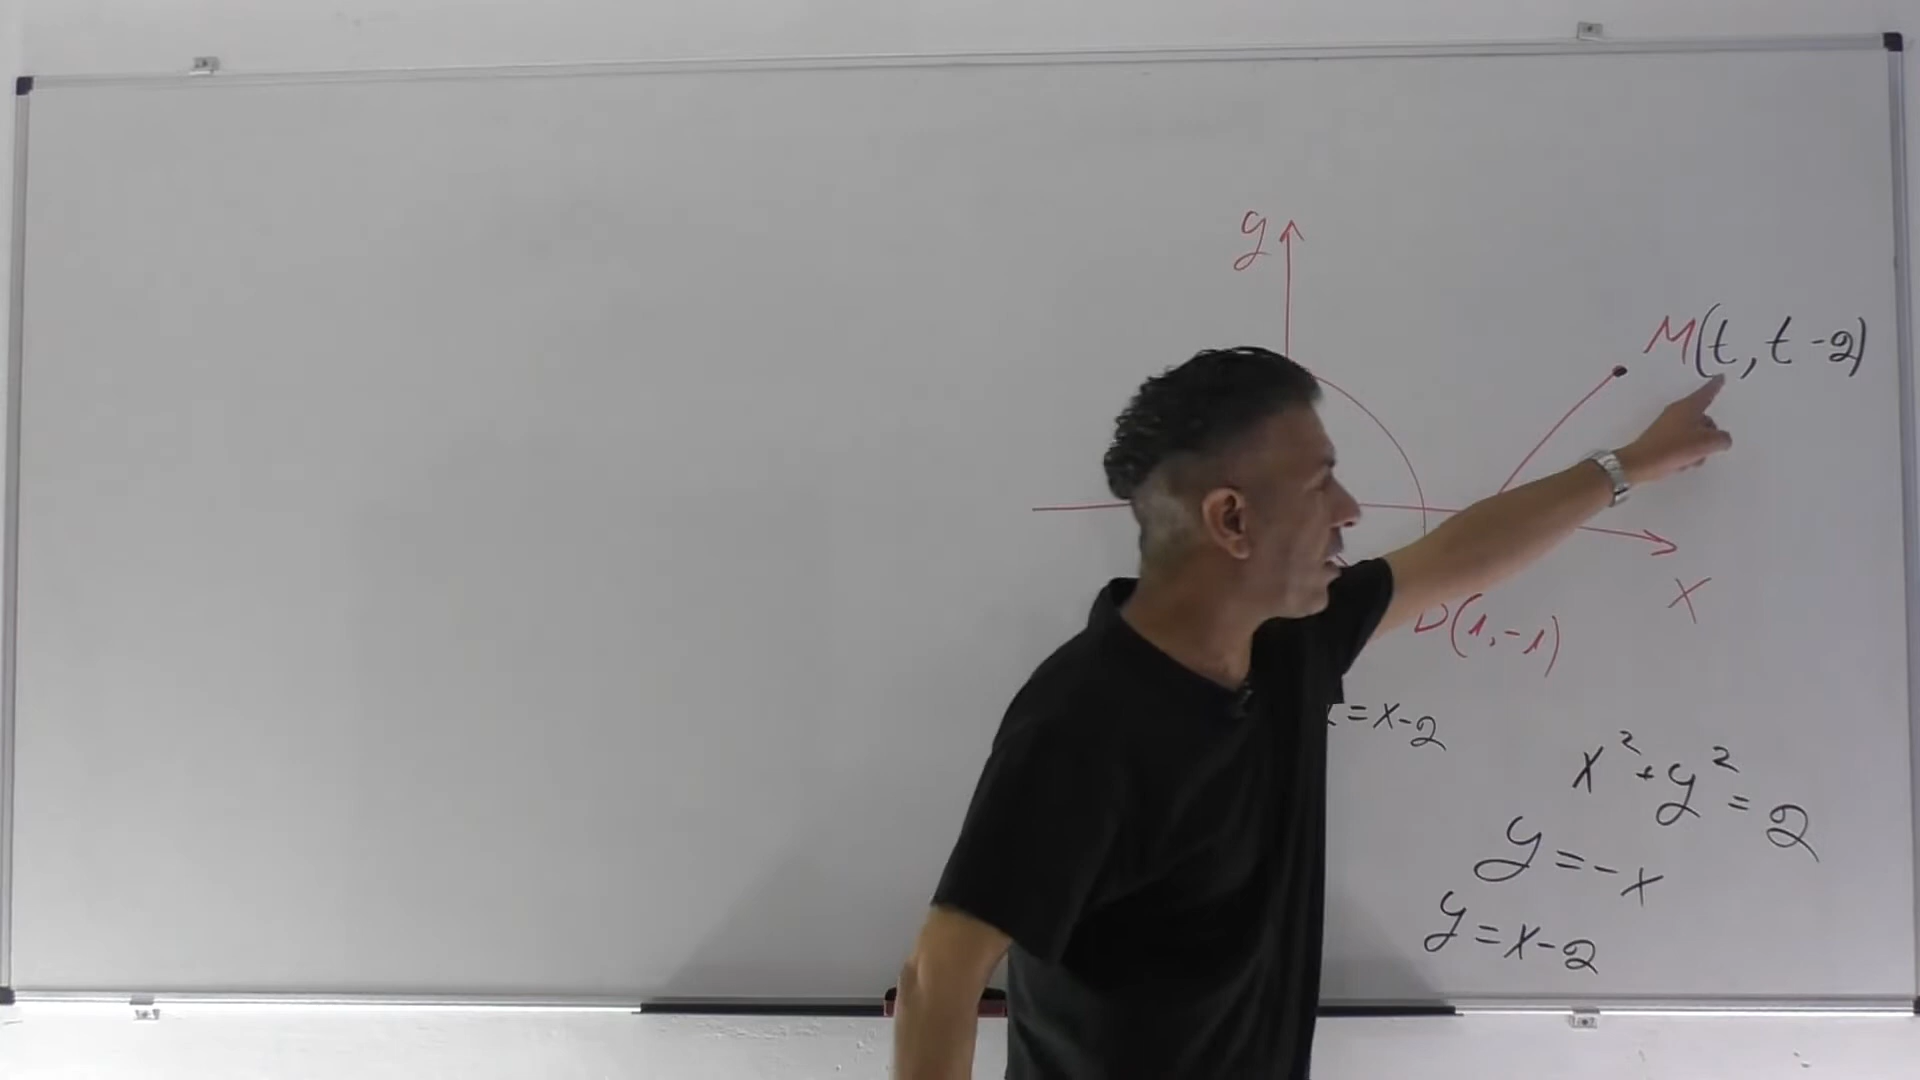 y
M(t, t-2)
X
D(1,-1)
=x-2
x²+y²=2
y=-x
y=x-2